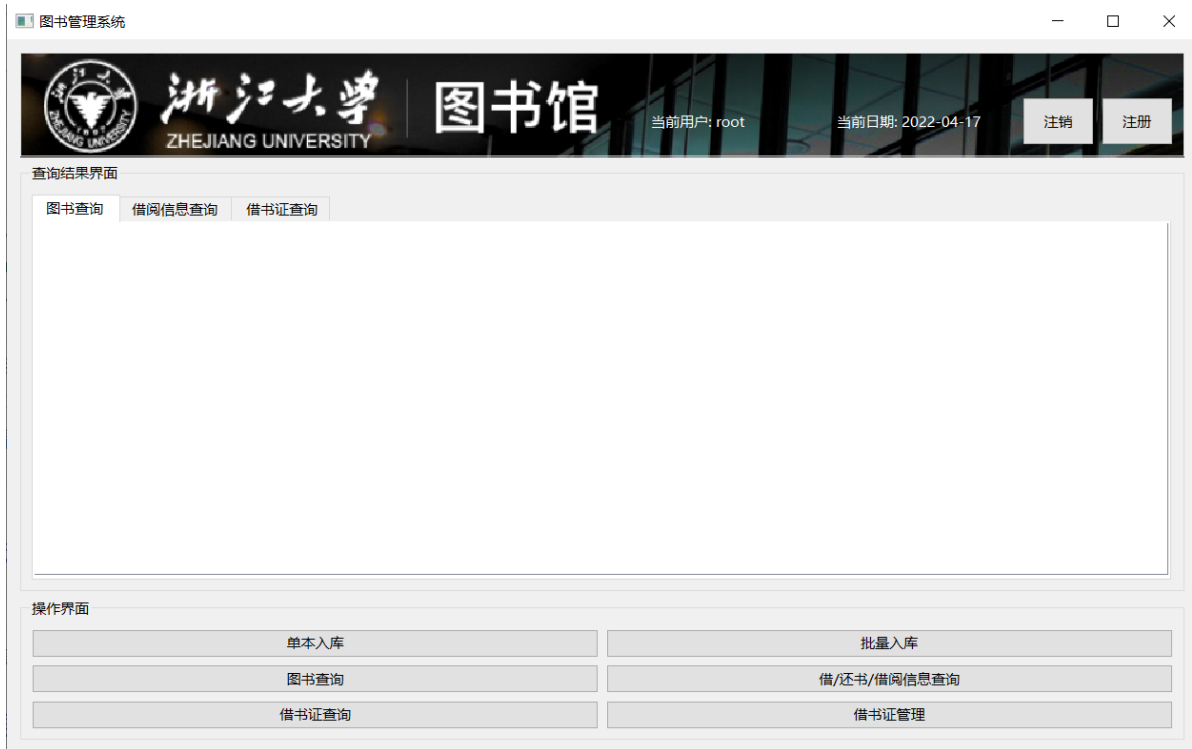 图书管理系统
浙江大学 图书馆
ZHEJIANG UNIVERSITY
当前用户: root 当前日期: 2022-04-17 注销 注册
查询结果界面
图书查询 借阅信息查询 借书证查询
操作界面
单本入库 批量入库
图书查询 借/还书/借阅信息查询
借书证查询 借书证管理